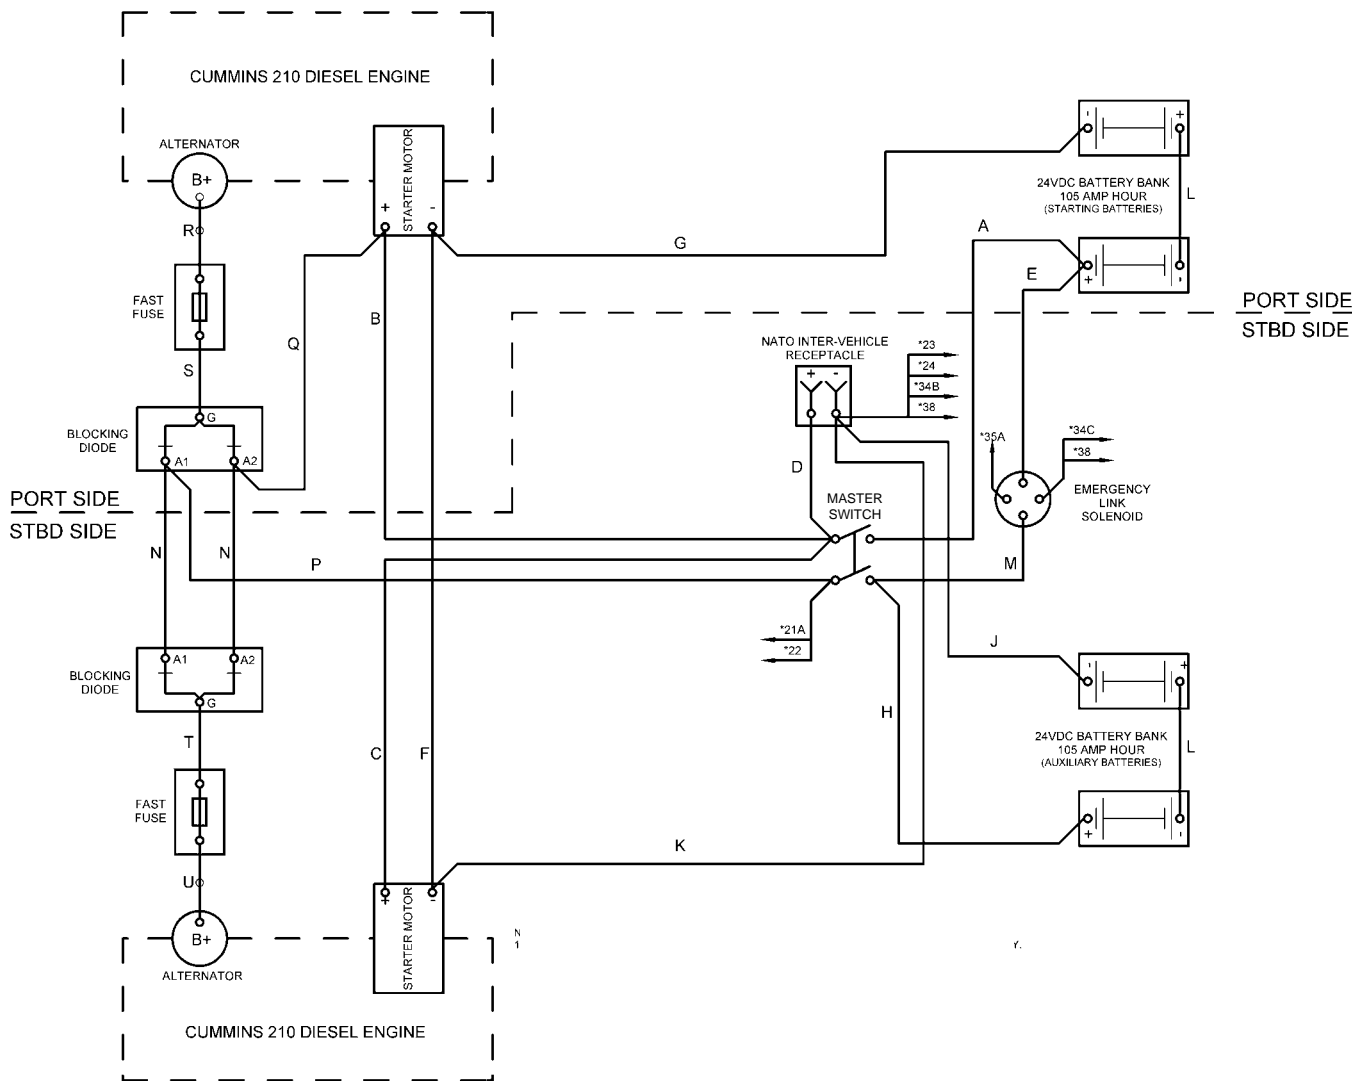 CUMMINS 210 DIESEL ENGINE
ALTERNATOR
B+
STARTER MOTOR
+ -
- +
24VDC BATTERY BANK
105 AMP HOUR
(STARTING BATTERIES)
L
R
G
A
E
+ -
FAST
FUSE
PORT SIDE
STBD SIDE
B
Q
S
NATO INTER-VEHICLE
RECEPTACLE
+ -
*23
*24
*34B
*38
G
BLOCKING
DIODE
A1 A2
*35A
*34C
*38
D
EMERGENCY
LINK
SOLENOID
PORT SIDE
STBD SIDE
MASTER
SWITCH
N N
P
M
*21A
*22
J
A1 A2
BLOCKING
DIODE
G
- +
H
24VDC BATTERY BANK
105 AMP HOUR
(AUXILIARY BATTERIES)
L
T
C F
FAST
FUSE
+ -
K
U
+ -
STARTER MOTOR
B+
ALTERNATOR
N
1
Y.
CUMMINS 210 DIESEL ENGINE